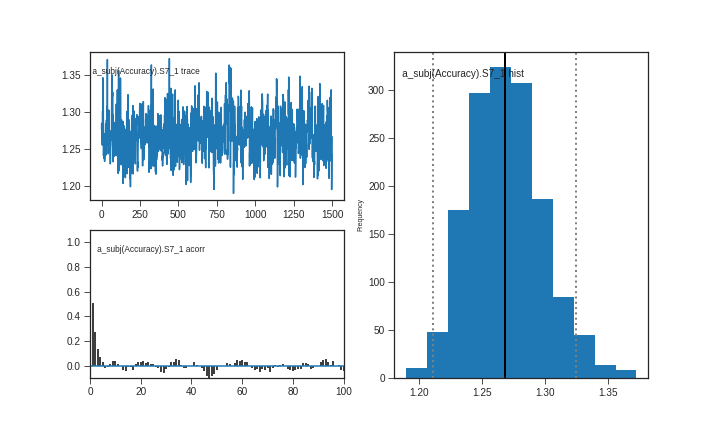 a_subj(Accuracy).S7_1 trace
1.35
1.30
1.25
1.20
0 250 500 750 1000 1250 1500
a_subj(Accuracy).S7_1 acorr
1.0
0.8
0.6
0.4
0.2
0.0
0 20 40 60 80 100
a_subj(Accuracy).S7_1 hist
Frequency
300
250
200
150
100
50
0
1.20 1.25 1.30 1.35